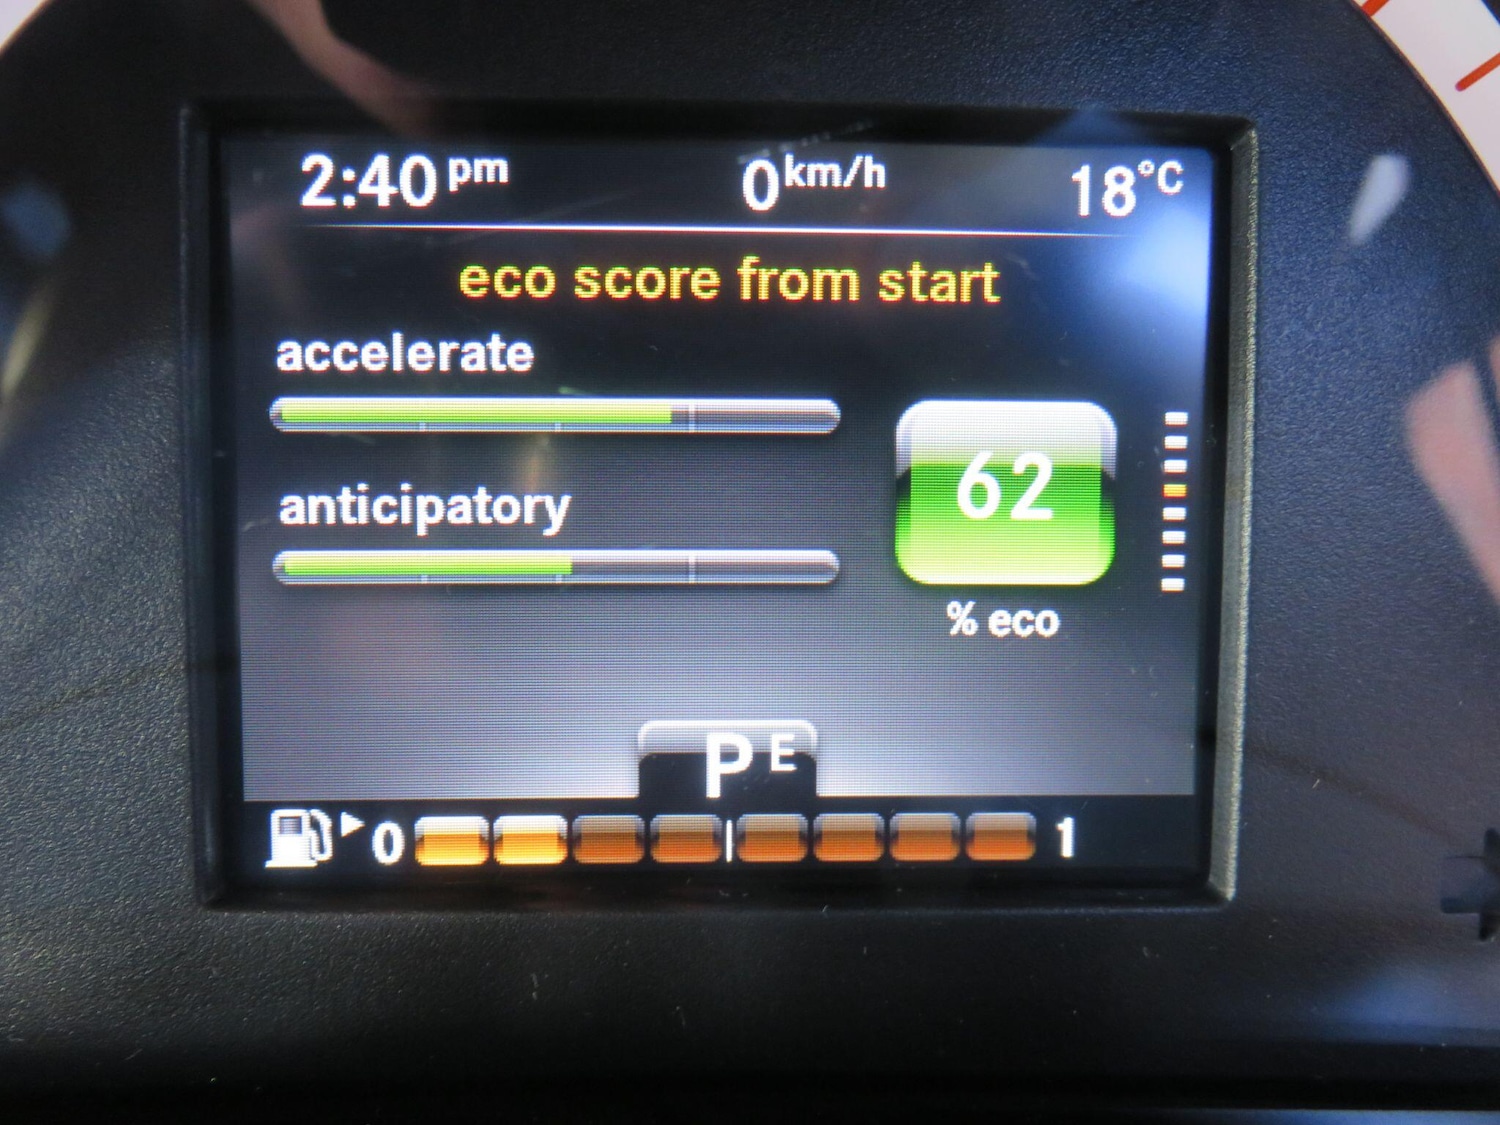 2:40 pm 0 km/h 18°C
eco score from start
accelerate
anticipatory
62
% eco
P E
0 1